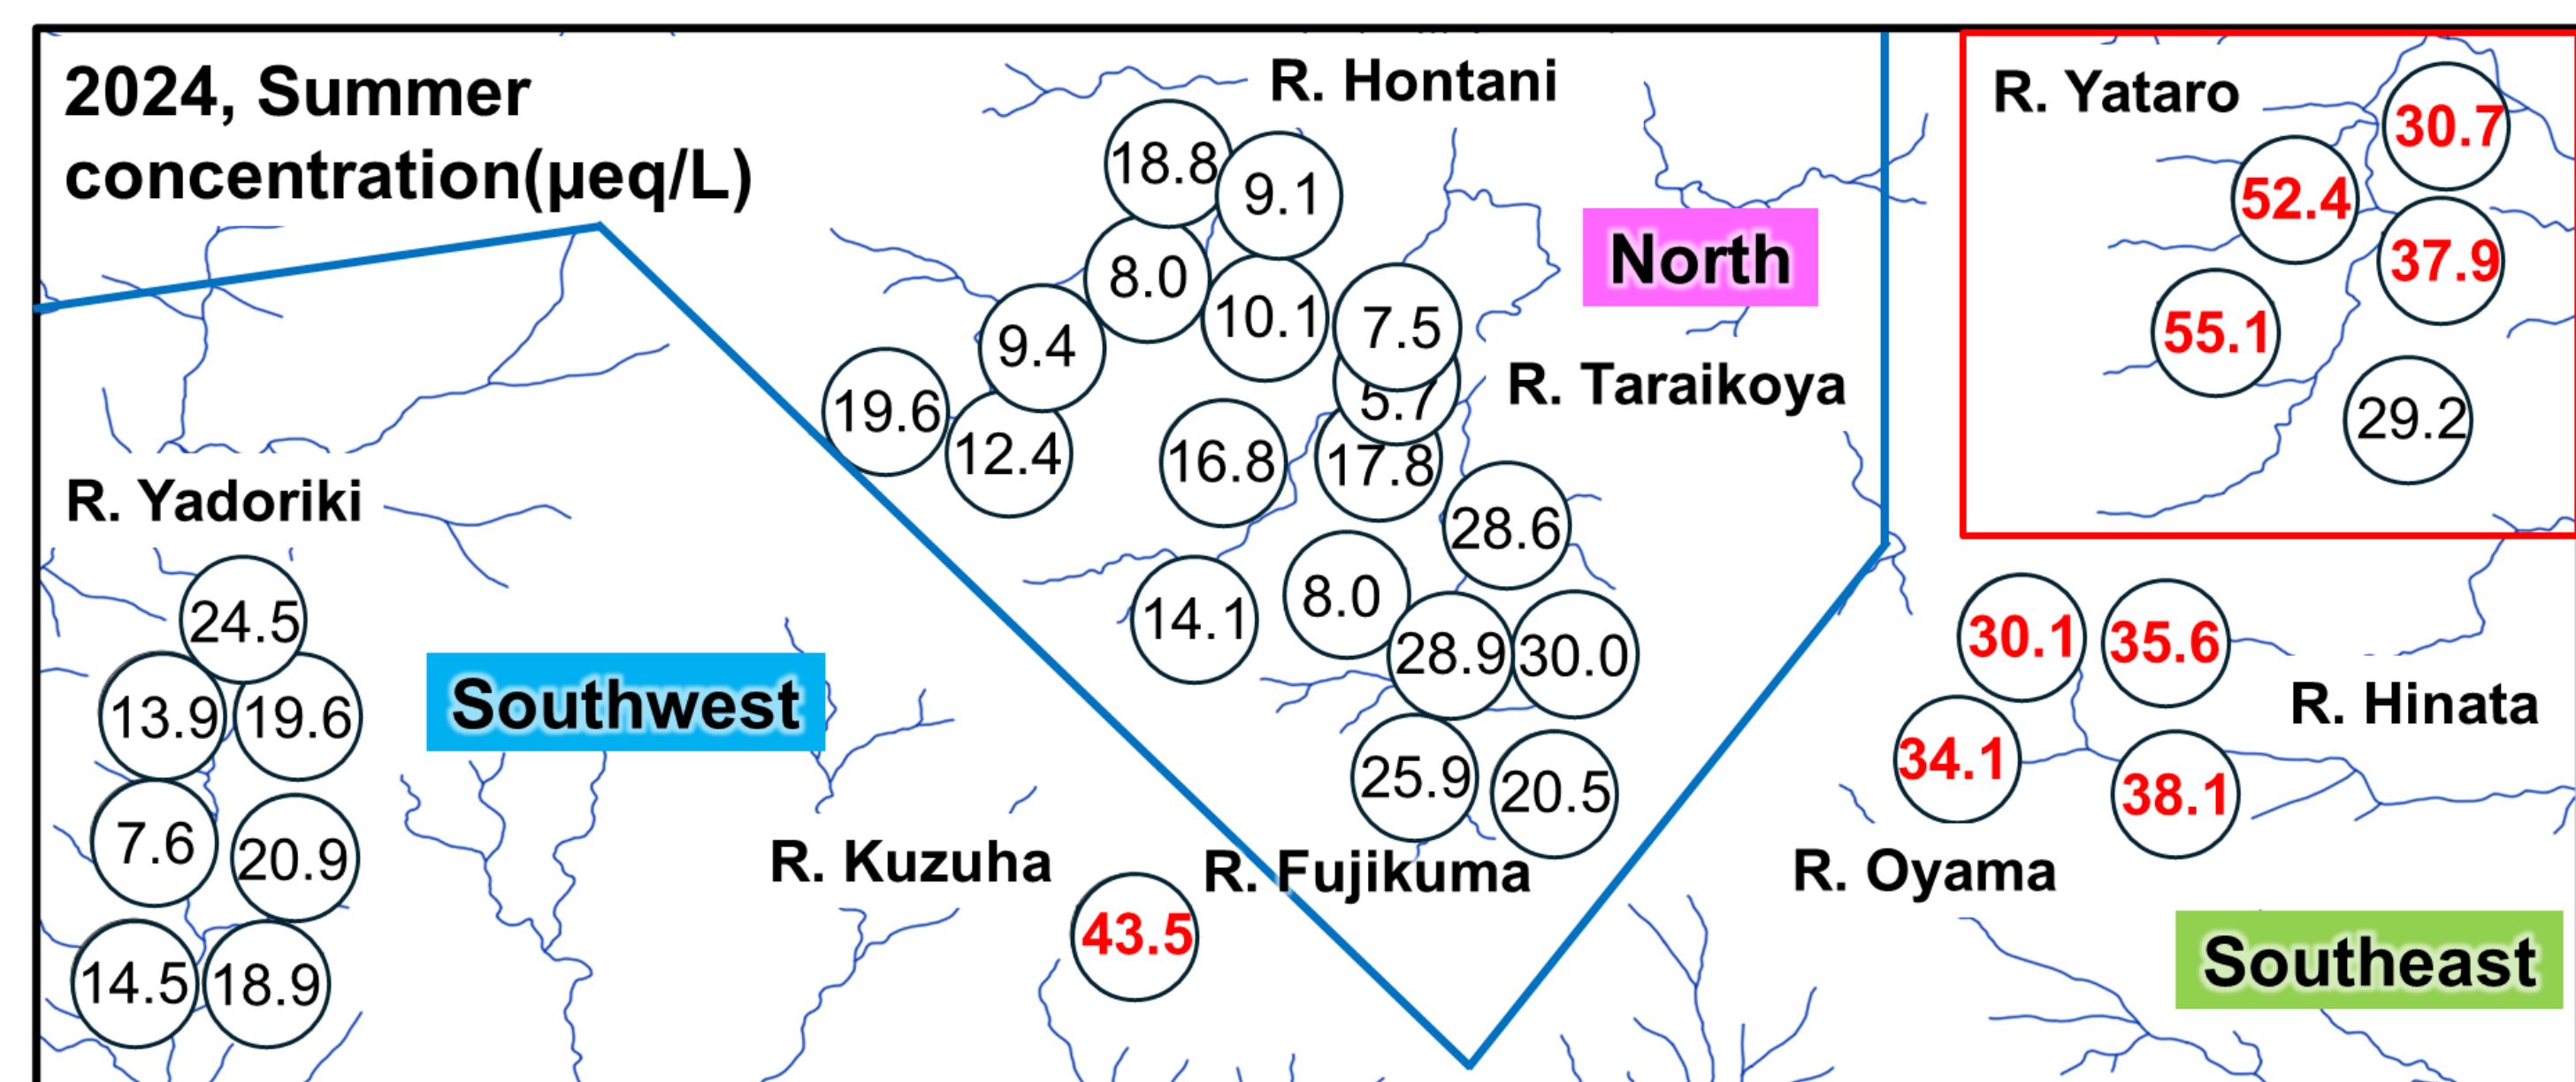 2024, Summer
concentration(µeq/L)
R. Hontani
R. Yataro
30.7
52.4
37.9
55.1
29.2
18.8
9.1
8.0
10.1
7.5
9.4
5.7
19.6
12.4
16.8
17.8
North
R. Taraikoya
28.6
14.1
8.0
28.9
30.0
25.9
20.5
R. Yadoriki
24.5
13.9
19.6
7.6
20.9
14.5
18.9
Southwest
R. Kuzuha
43.5
R. Fujikuma
30.1
35.6
34.1
38.1
R. Hinata
R. Oyama
Southeast